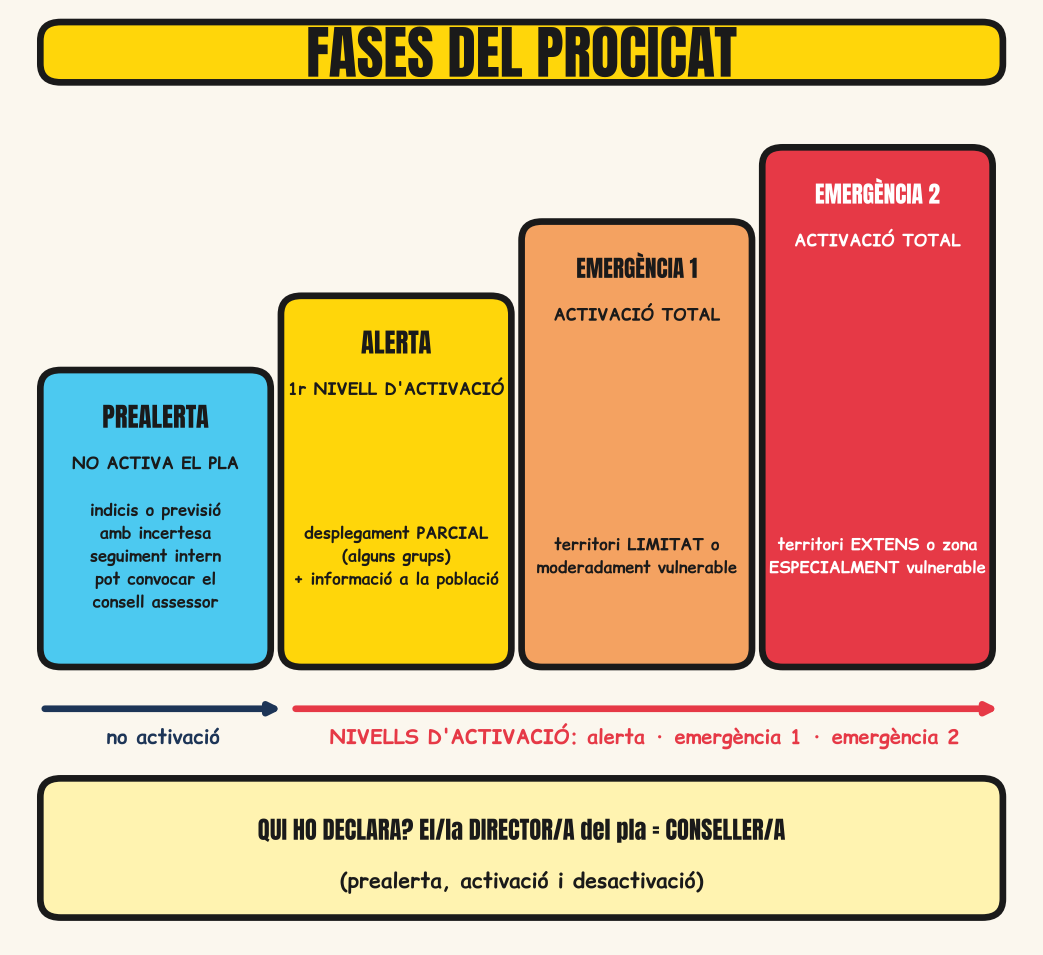 FASES DEL PROCICAT
PREALERTA
NO ACTIVA EL PLA
indicis o previsió
amb incertesa
seguiment intern
pot convocar el
consell assessor
ALERTA
1r NIVELL D'ACTIVACIÓ
desplegament PARCIAL
(alguns grups)
+ informació a la població
EMERGÈNCIA 1
ACTIVACIÓ TOTAL
territori LIMITAT o
moderadament vulnerable
EMERGÈNCIA 2
ACTIVACIÓ TOTAL
territori EXTENS o zona
ESPECIALMENT vulnerable
no activació
NIVELLS D'ACTIVACIÓ: alerta · emergència 1 · emergència 2
QUI HO DECLARA? El/la DIRECTOR/A del pla = CONSELLER/A
(prealerta, activació i desactivació)